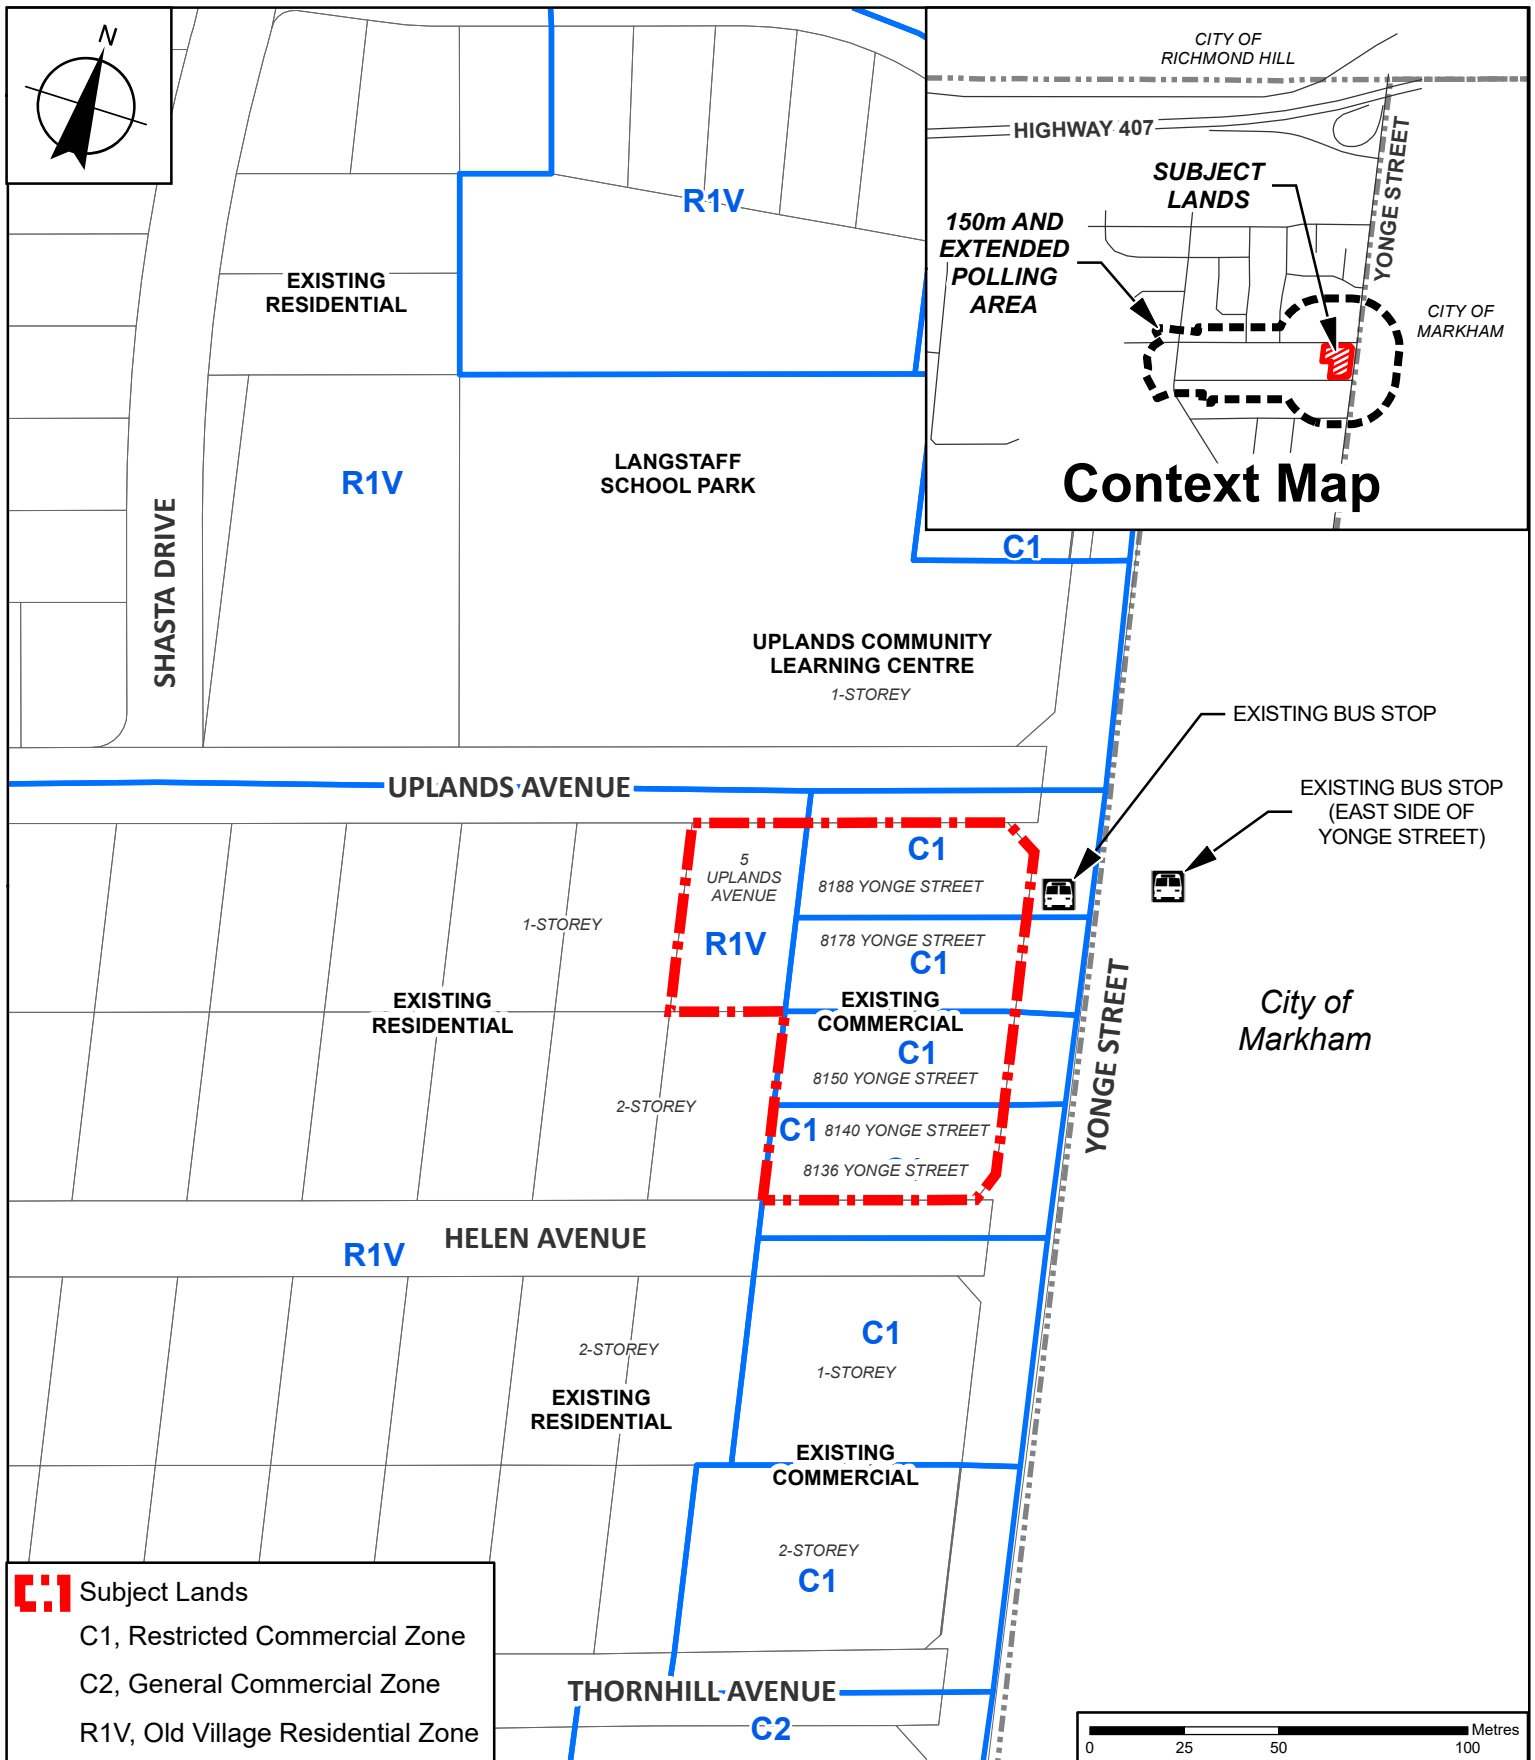 N
CITY OF
RICHMOND HILL
HIGHWAY 407
YONGE STREET
SUBJECT
LANDS
150m AND
EXTENDED
POLLING
AREA
CITY OF
MARKHAM
Context Map
R1V
EXISTING
RESIDENTIAL
SHASTA DRIVE
R1V
LANGSTAFF
SCHOOL PARK
C1
UPLANDS COMMUNITY
LEARNING CENTRE
1-STOREY
EXISTING BUS STOP
EXISTING BUS STOP
(EAST SIDE OF
YONGE STREET)
UPLANDS AVENUE
5
UPLANDS
AVENUE
R1V
C1
8188 YONGE STREET
8178 YONGE STREET
C1
EXISTING
COMMERCIAL
C1
8150 YONGE STREET
C1
8140 YONGE STREET
8136 YONGE STREET
1-STOREY
EXISTING
RESIDENTIAL
2-STOREY
YONGE STREET
City of
Markham
HELEN AVENUE
R1V
C1
1-STOREY
2-STOREY
EXISTING
RESIDENTIAL
EXISTING
COMMERCIAL
2-STOREY
C1
THORNHILL AVENUE
C2
Subject Lands
C1, Restricted Commercial Zone
C2, General Commercial Zone
R1V, Old Village Residential Zone
Metres
0 25 50 100